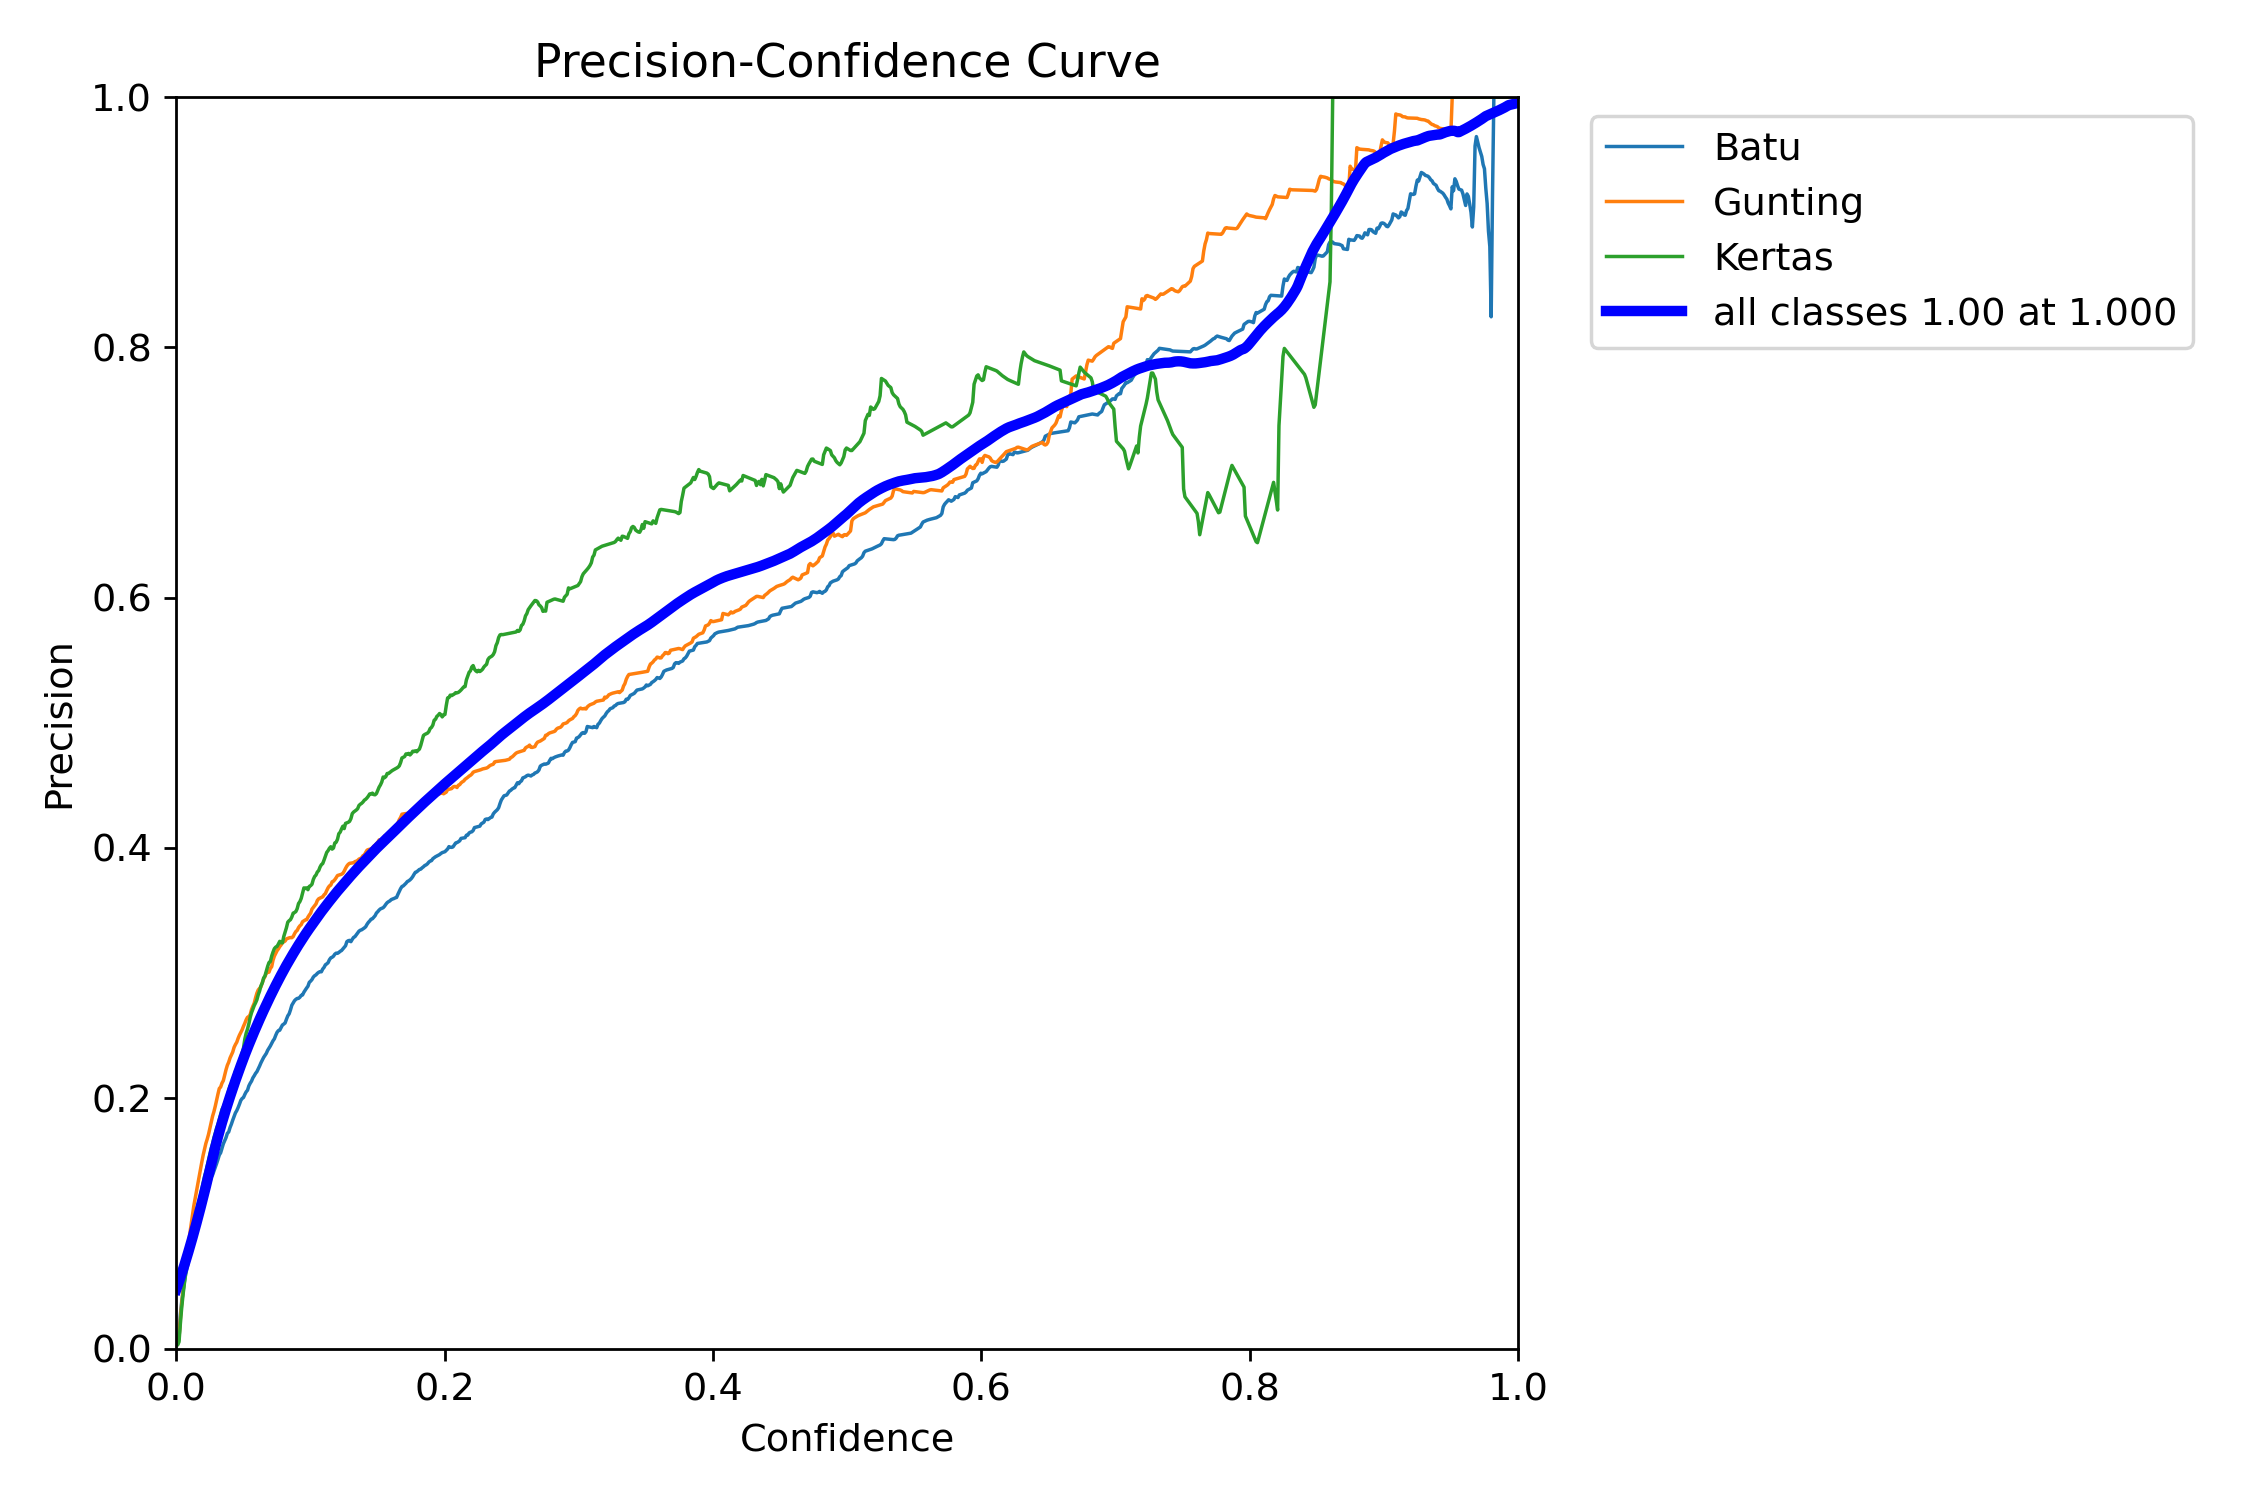 Precision-Confidence Curve
1.0
0.8
0.6
0.4
0.2
0.0
Precision
0.0 0.2 0.4 0.6 0.8 1.0
Confidence
Batu
Gunting
Kertas
all classes 1.00 at 1.000